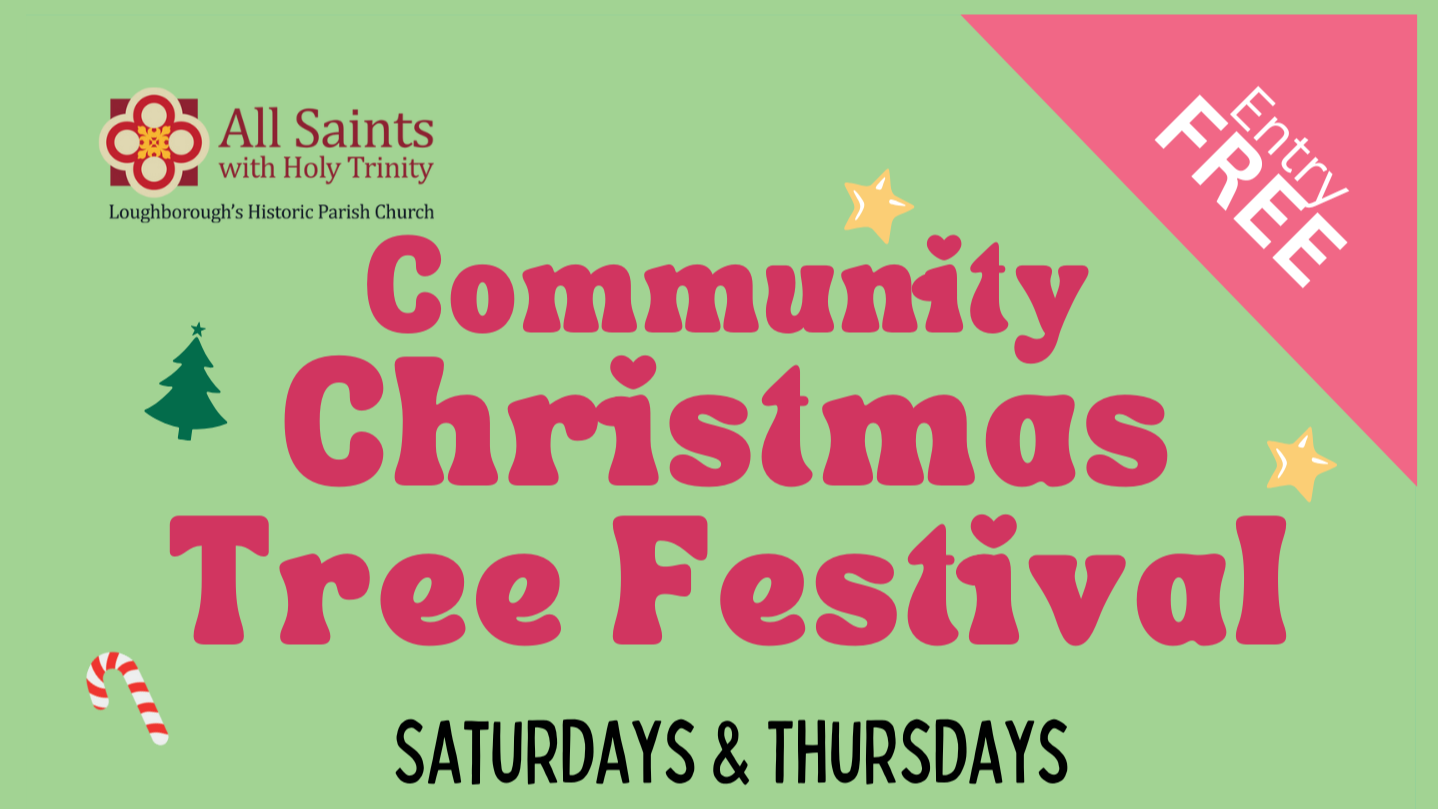 All Saints
with Holy Trinity
Loughborough's Historic Parish Church
Entry
FREE
Community
Christmas
Tree Festival
SATURDAYS & THURSDAYS